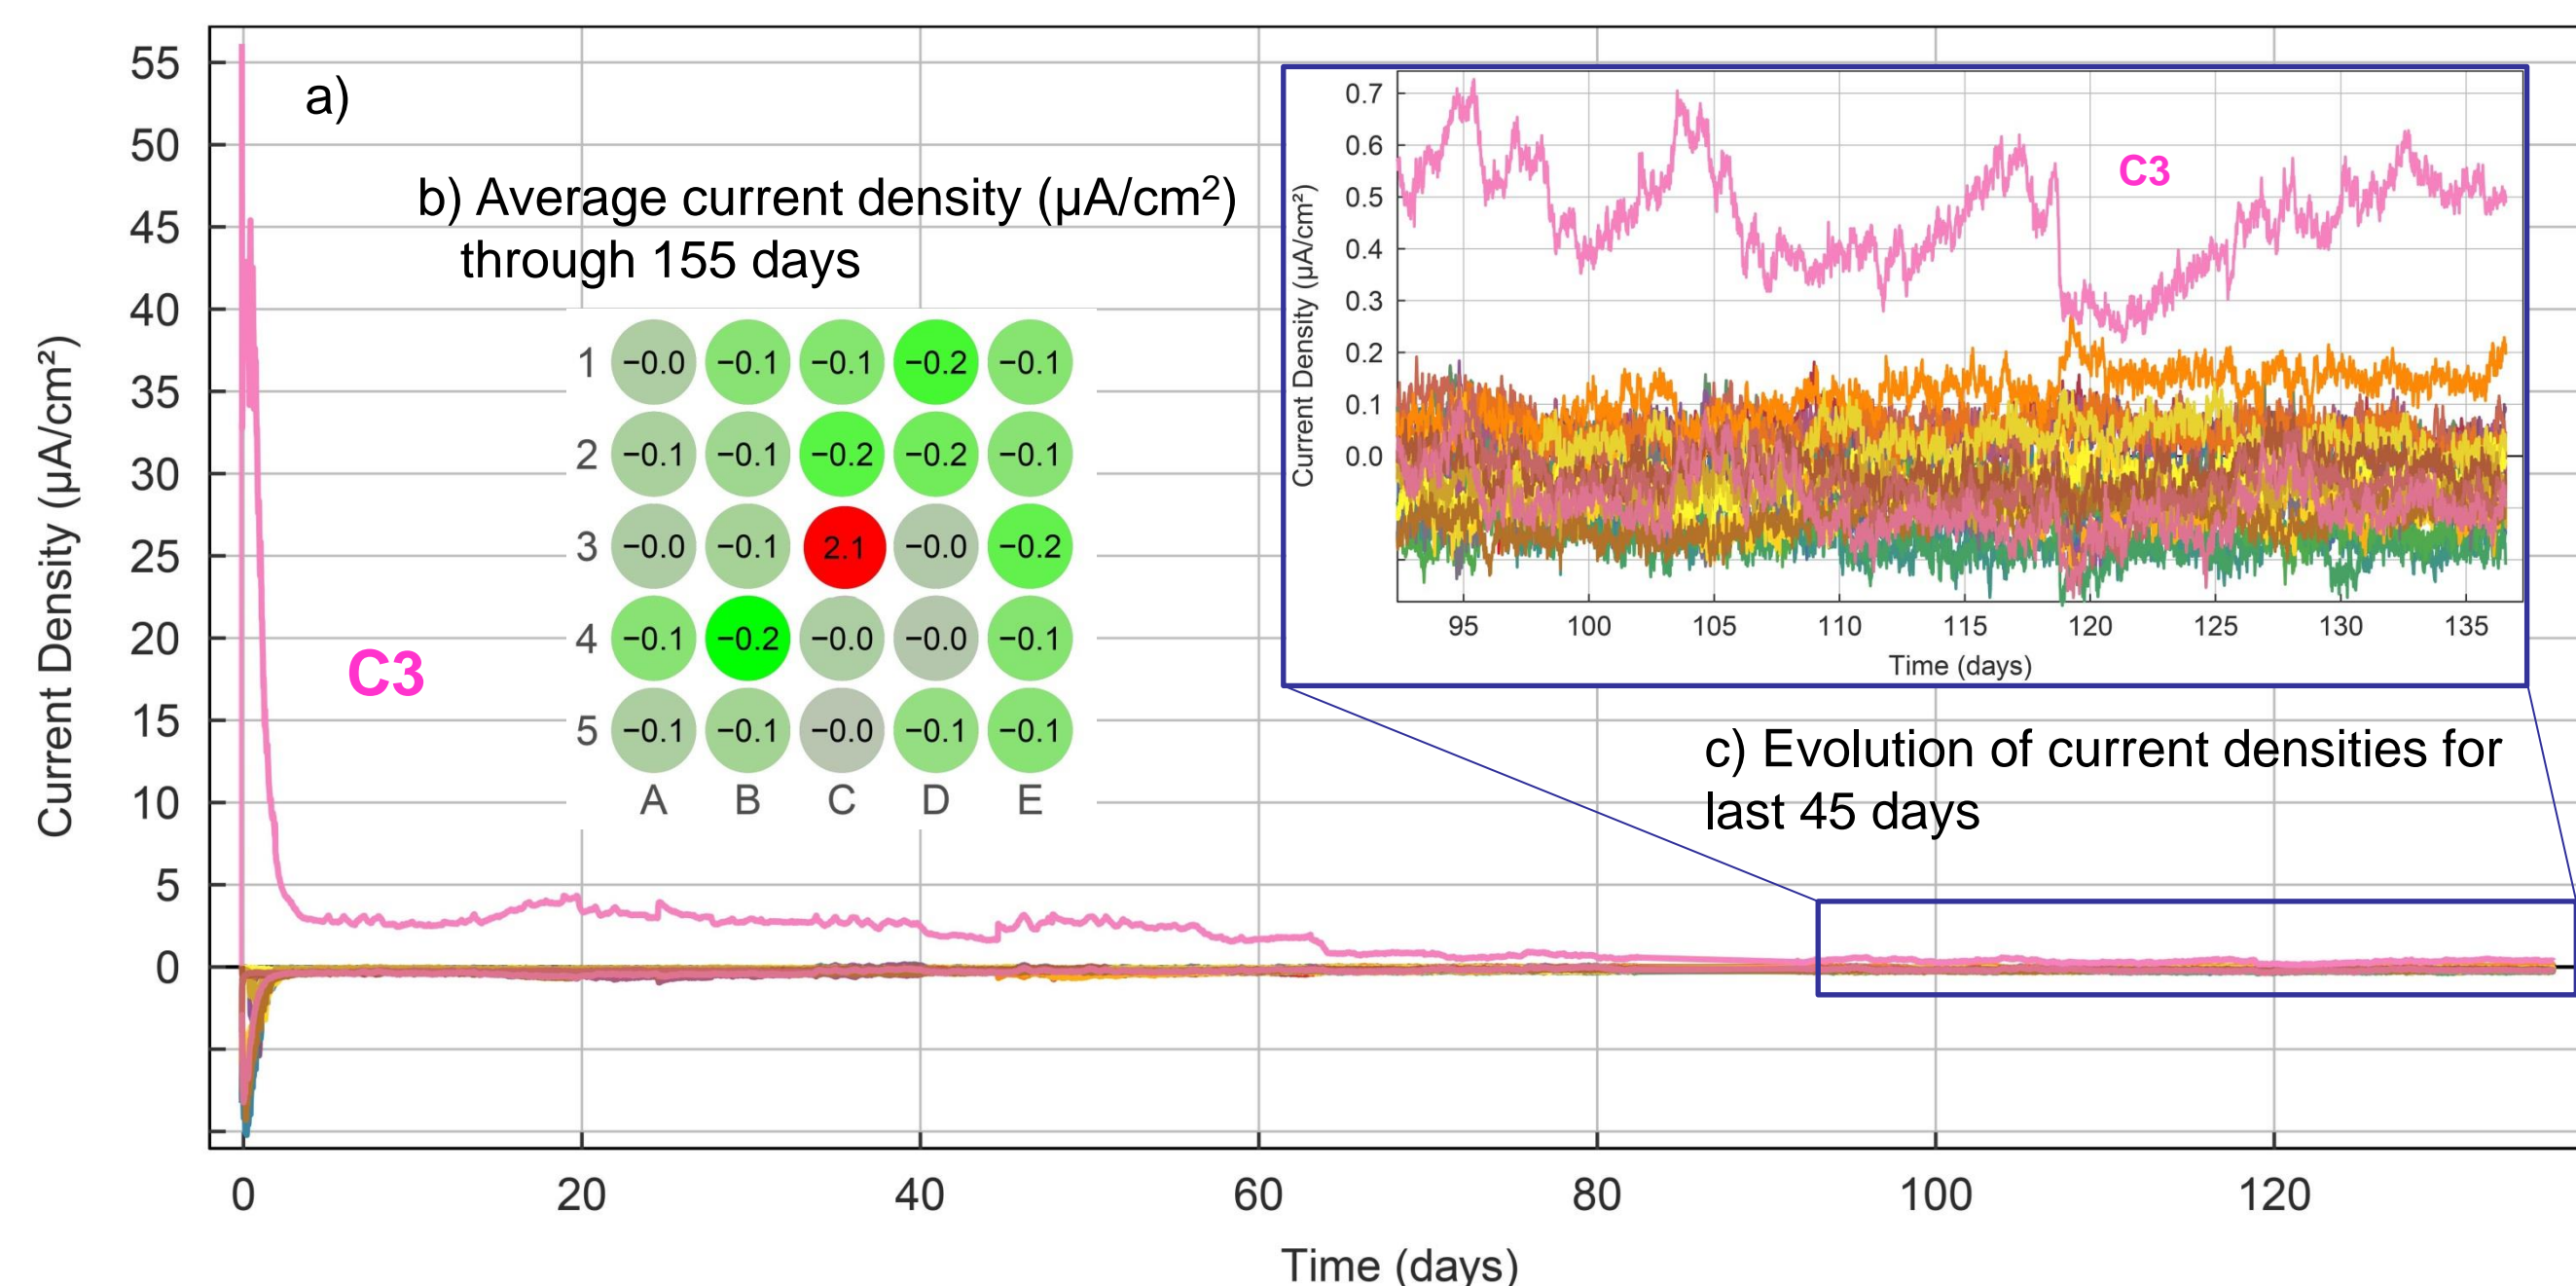 a)
b) Average current density (µA/cm²)
through 155 days
55
50
45
40
35
30
25
20
15
10
5
0
Current Density (µA/cm²)
C3
1 −0.0 −0.1 −0.1 −0.2 −0.1
2 −0.1 −0.1 −0.2 −0.2 −0.1
3 −0.0 −0.1 2.1 −0.0 −0.2
4 −0.1 −0.2 −0.0 −0.0 −0.1
5 −0.1 −0.1 −0.0 −0.1 −0.1
A B C D E
0.7
0.6
0.5
0.4
0.3
0.2
0.1
0.0
Current Density (µA/cm²)
C3
95 100 105 110 115 120 125 130 135
Time (days)
c) Evolution of current densities for
last 45 days
0 20 40 60 80 100 120
Time (days)